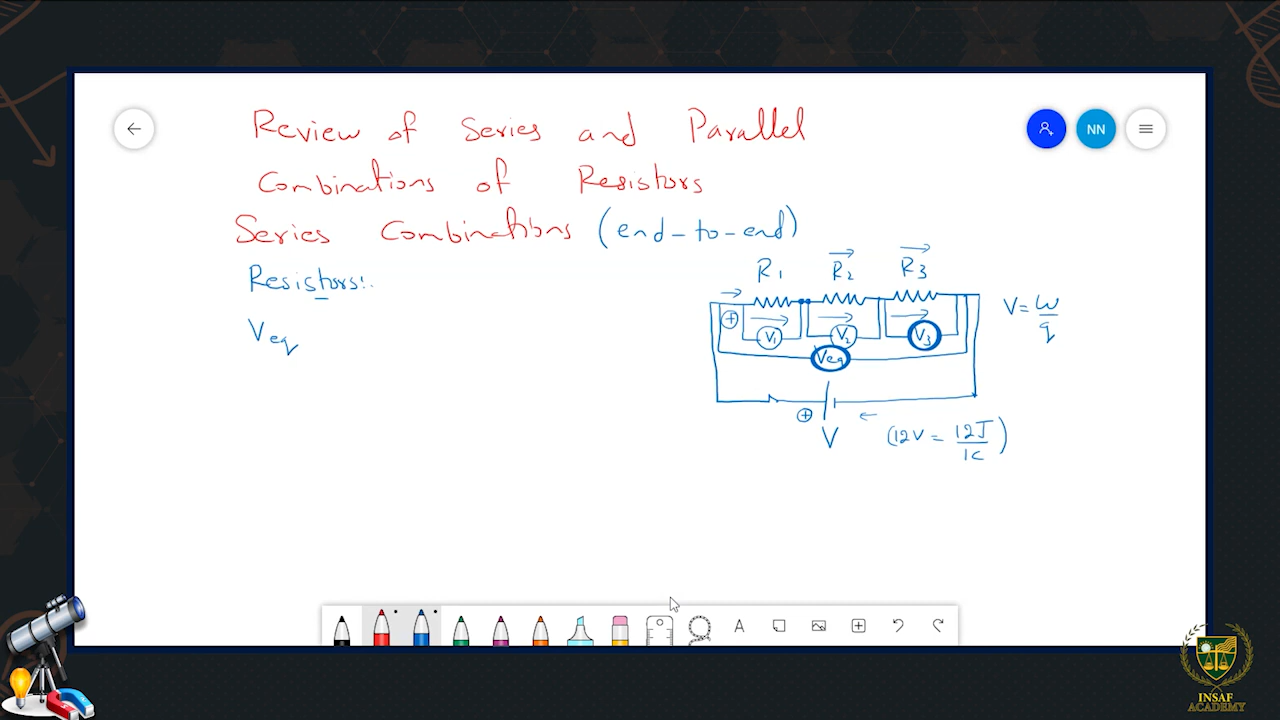 Review of Series and Parallel
Combinations of Resistors
Series Combinations (end-to-end)
Resistors:.
Veq
R1 R2 R3
V1 V2 V3
Veq
V = W/q
V
(12V = 12J/1C)
NN
A
INSAF
ACADEMY